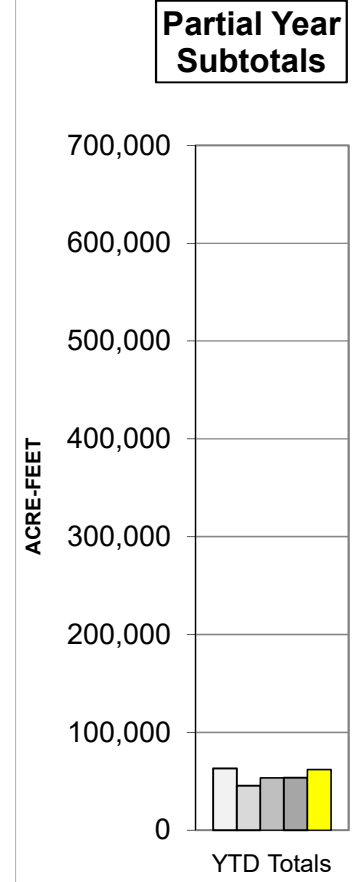 Partial Year
Subtotals
700,000
600,000
500,000
400,000
300,000
200,000
100,000
0
ACRE-FEET
YTD Totals